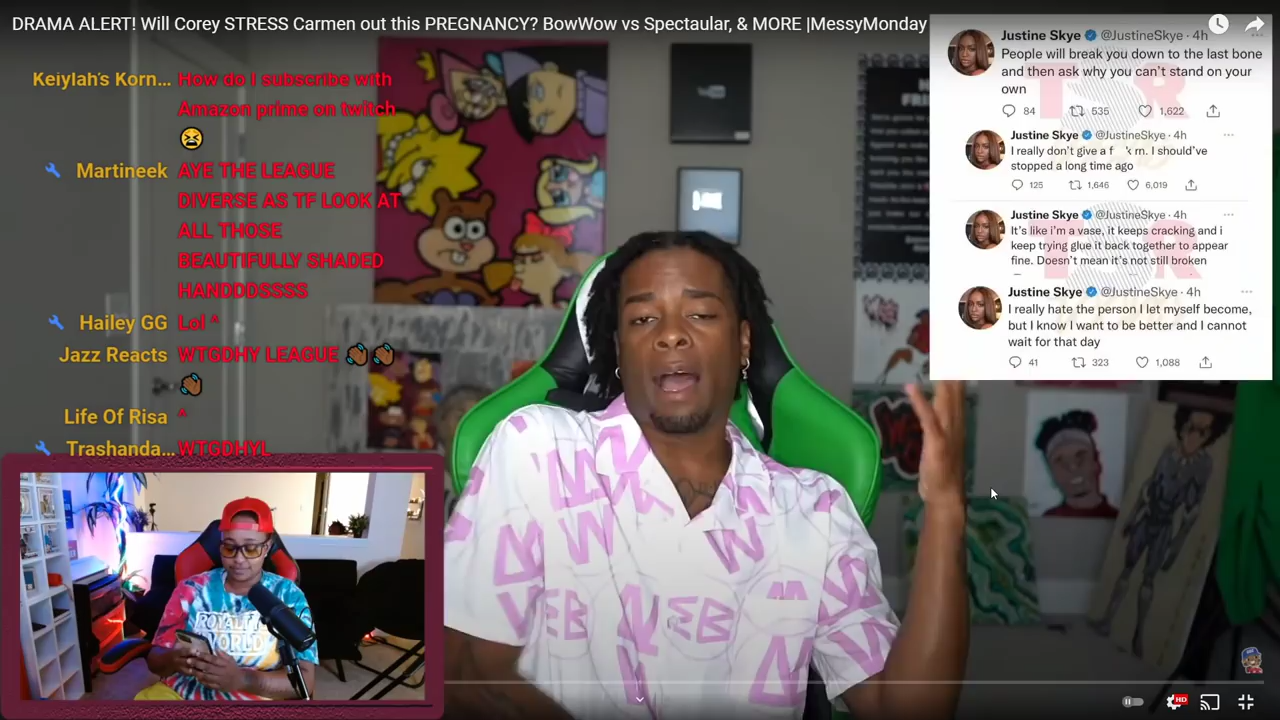 DRAMA ALERT! Will Corey STRESS Carmen out this PREGNANCY? BowWow vs Spectaular, & MORE |MessyMonday
Keiylah's Korn... How do I subscribe with
Amazon prime on twitch
😫
Martineek AYE THE LEAGUE
DIVERSE AS TF LOOK AT
ALL THOSE
BEAUTIFULLY SHADED
HANDDDSSSS
Hailey GG Lol ^
Jazz Reacts WTGDHY LEAGUE 👏🏾👏🏾
👏🏾
Life Of Risa ^
Trashanda... WTGDHYL
Justine Skye @JustineSkye · 4h
People will break you down to the last bone
and then ask why you can't stand on your
own
84 535 1,622
Justine Skye @JustineSkye · 4h
I really don't give a f k rn. I should've
stopped a long time ago
125 1,646 6,019
Justine Skye @JustineSkye · 4h
It's like i'm a vase, it keeps cracking and i
keep trying glue it back together to appear
fine. Doesn't mean it's not still broken
Justine Skye @JustineSkye · 4h
I really hate the person I let myself become,
but I know I want to be better and I cannot
wait for that day
41 323 1,088
ROYALTY
WORLD
HD